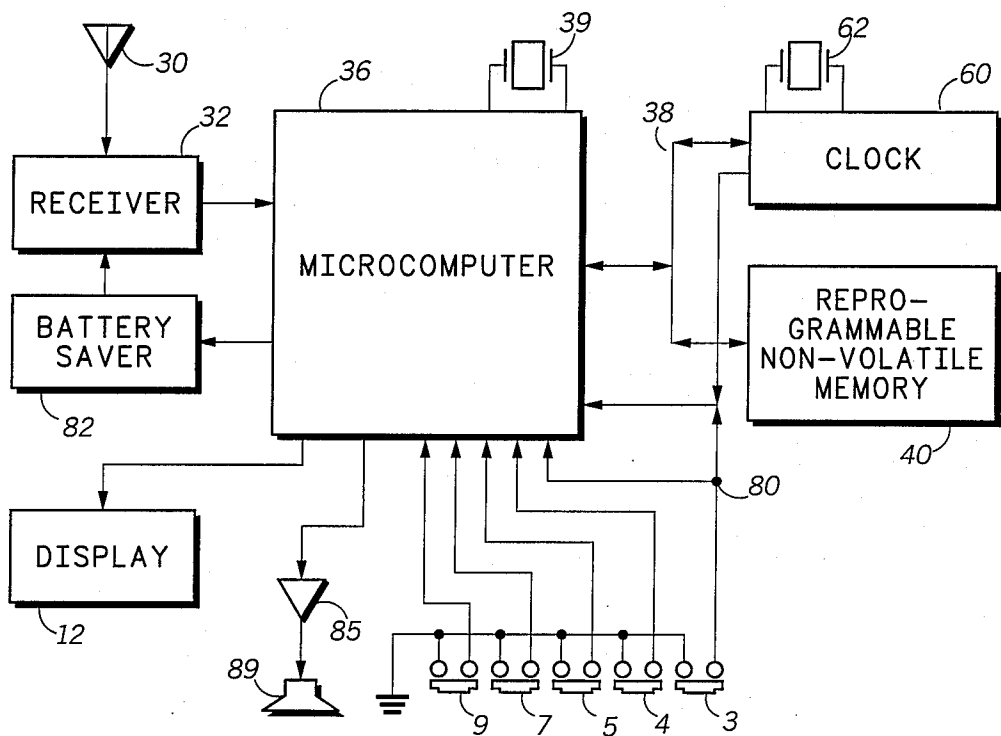 39
62
30
36
60
32
38
CLOCK
RECEIVER
MICROCOMPUTER
REPRO-
GRAMMABLE
NON-VOLATILE
MEMORY
BATTERY
SAVER
82
40
80
DISPLAY
85
12
89
9
7
5
4
3